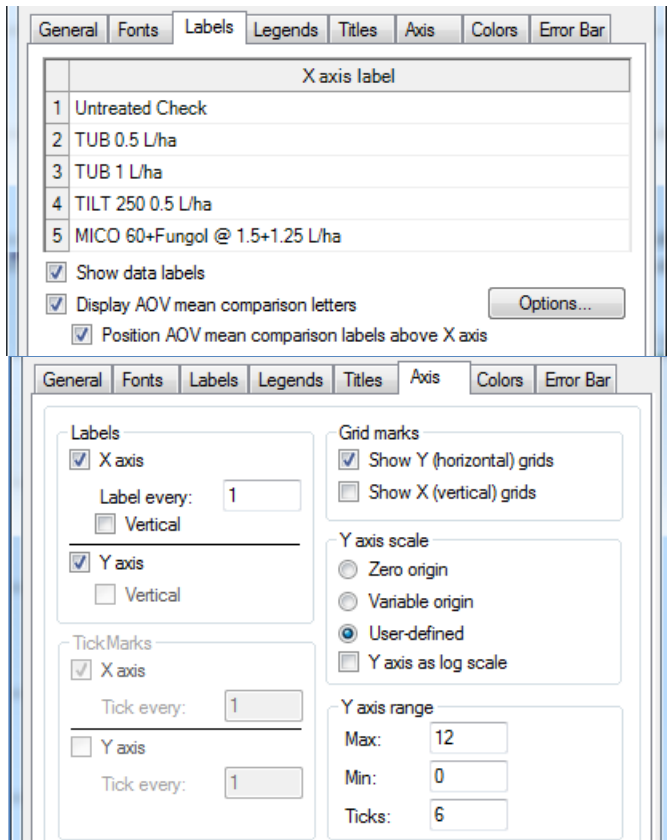 General Fonts Labels Legends Titles Axis Colors Error Bar
X axis label
1 Untreated Check
2 TUB 0.5 L/ha
3 TUB 1 L/ha
4 TILT 250 0.5 L/ha
5 MICO 60+Fungol @ 1.5+1.25 L/ha
Show data labels
Display AOV mean comparison letters Options...
Position AOV mean comparison labels above X axis
General Fonts Labels Legends Titles Axis Colors Error Bar
Labels
X axis
Label every: 1
Vertical
Y axis
Vertical
TickMarks
X axis
Tick every: 1
Y axis
Tick every: 1
Grid marks
Show Y (horizontal) grids
Show X (vertical) grids
Y axis scale
Zero origin
Variable origin
User-defined
Y axis as log scale
Y axis range
Max: 12
Min: 0
Ticks: 6